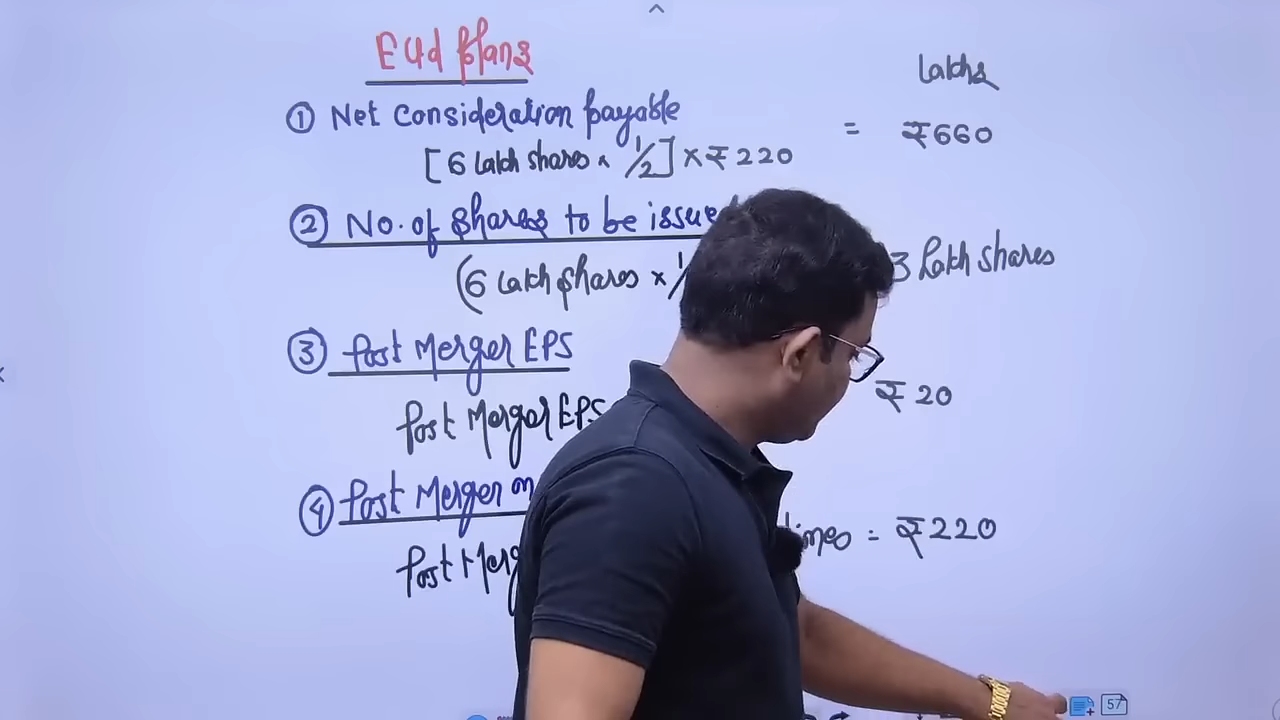 End Plans
Lakhs
① Net Consideration payable
[6 Lakh shares × 1/2] × ₹220 = ₹660
② No. of Shares to be issue
(6 Lakh shares × 3 Lakh shares
③ Post Merger EPS
Post Merger EPS ₹20
④ Post Merger
Post times = ₹220
57